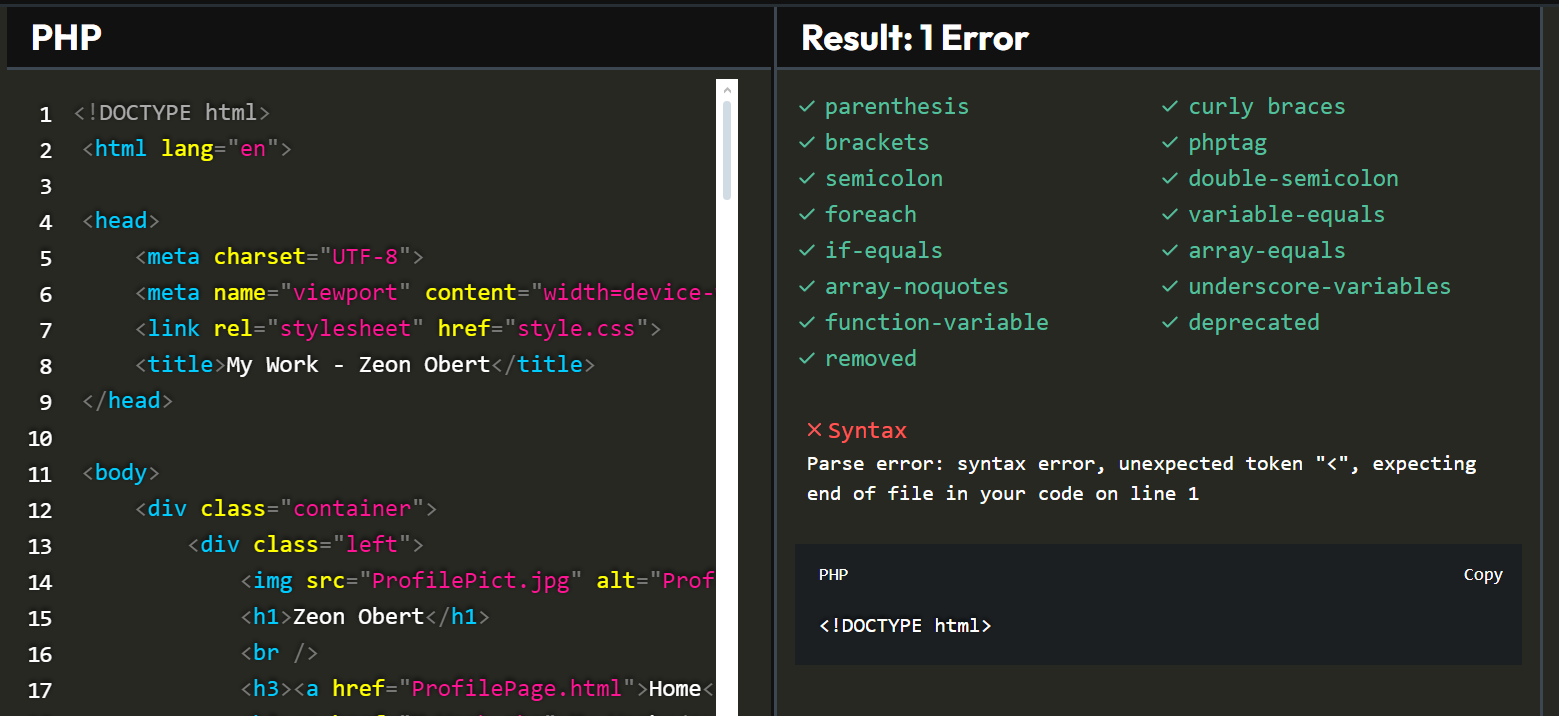 PHP
1 <!DOCTYPE html>
2 <html lang="en">
3
4 <head>
5 <meta charset="UTF-8">
6 <meta name="viewport" content="width=device-
7 <link rel="stylesheet" href="style.css">
8 <title>My Work - Zeon Obert</title>
9 </head>
10
11 <body>
12 <div class="container">
13 <div class="left">
14 <img src="ProfilePict.jpg" alt="Prof
15 <h1>Zeon Obert</h1>
16 <br />
17 <h3><a href="ProfilePage.html">Home<
Result: 1 Error
✓ parenthesis ✓ curly braces
✓ brackets ✓ phptag
✓ semicolon ✓ double-semicolon
✓ foreach ✓ variable-equals
✓ if-equals ✓ array-equals
✓ array-noquotes ✓ underscore-variables
✓ function-variable ✓ deprecated
✓ removed
✕ Syntax
Parse error: syntax error, unexpected token "<", expecting
end of file in your code on line 1
PHP Copy
<!DOCTYPE html>